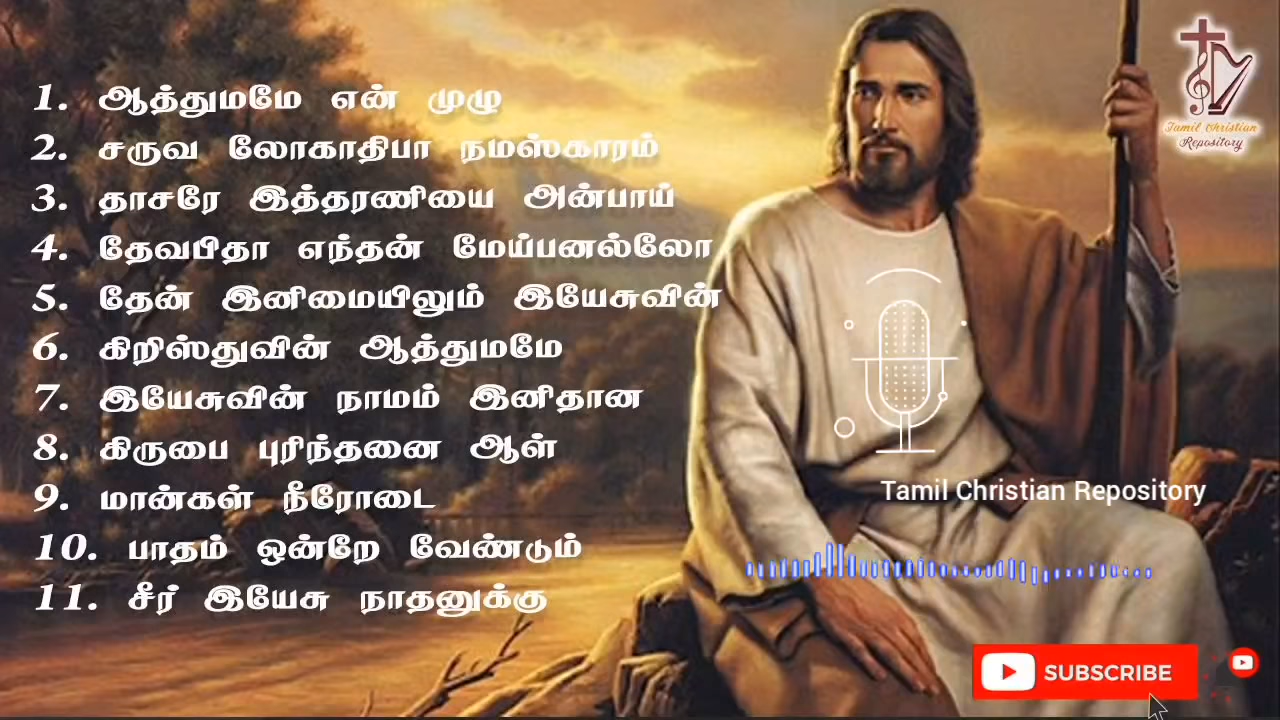 1. ஆத்துமமே என் முழு
2. சருவ லோகாதிபா நமஸ்காரம்
3. தாசரே இத்தரணியை அன்பாய்
4. தேவபிதா எந்தன் மேய்பனல்லோ
5. தேன் இனிமையிலும் இயேசுவின்
6. கிறிஸ்துவின் ஆத்துமமே
7. இயேசுவின் நாமம் இனிதான
8. கிருபை புரிந்தனை ஆள்
9. மான்கள் நீரோடை
10. பாதம் ஒன்றே வேண்டும்
11. சீர் இயேசு நாதனுக்கு
Tamil Christian
Repository
Tamil Christian Repository
SUBSCRIBE